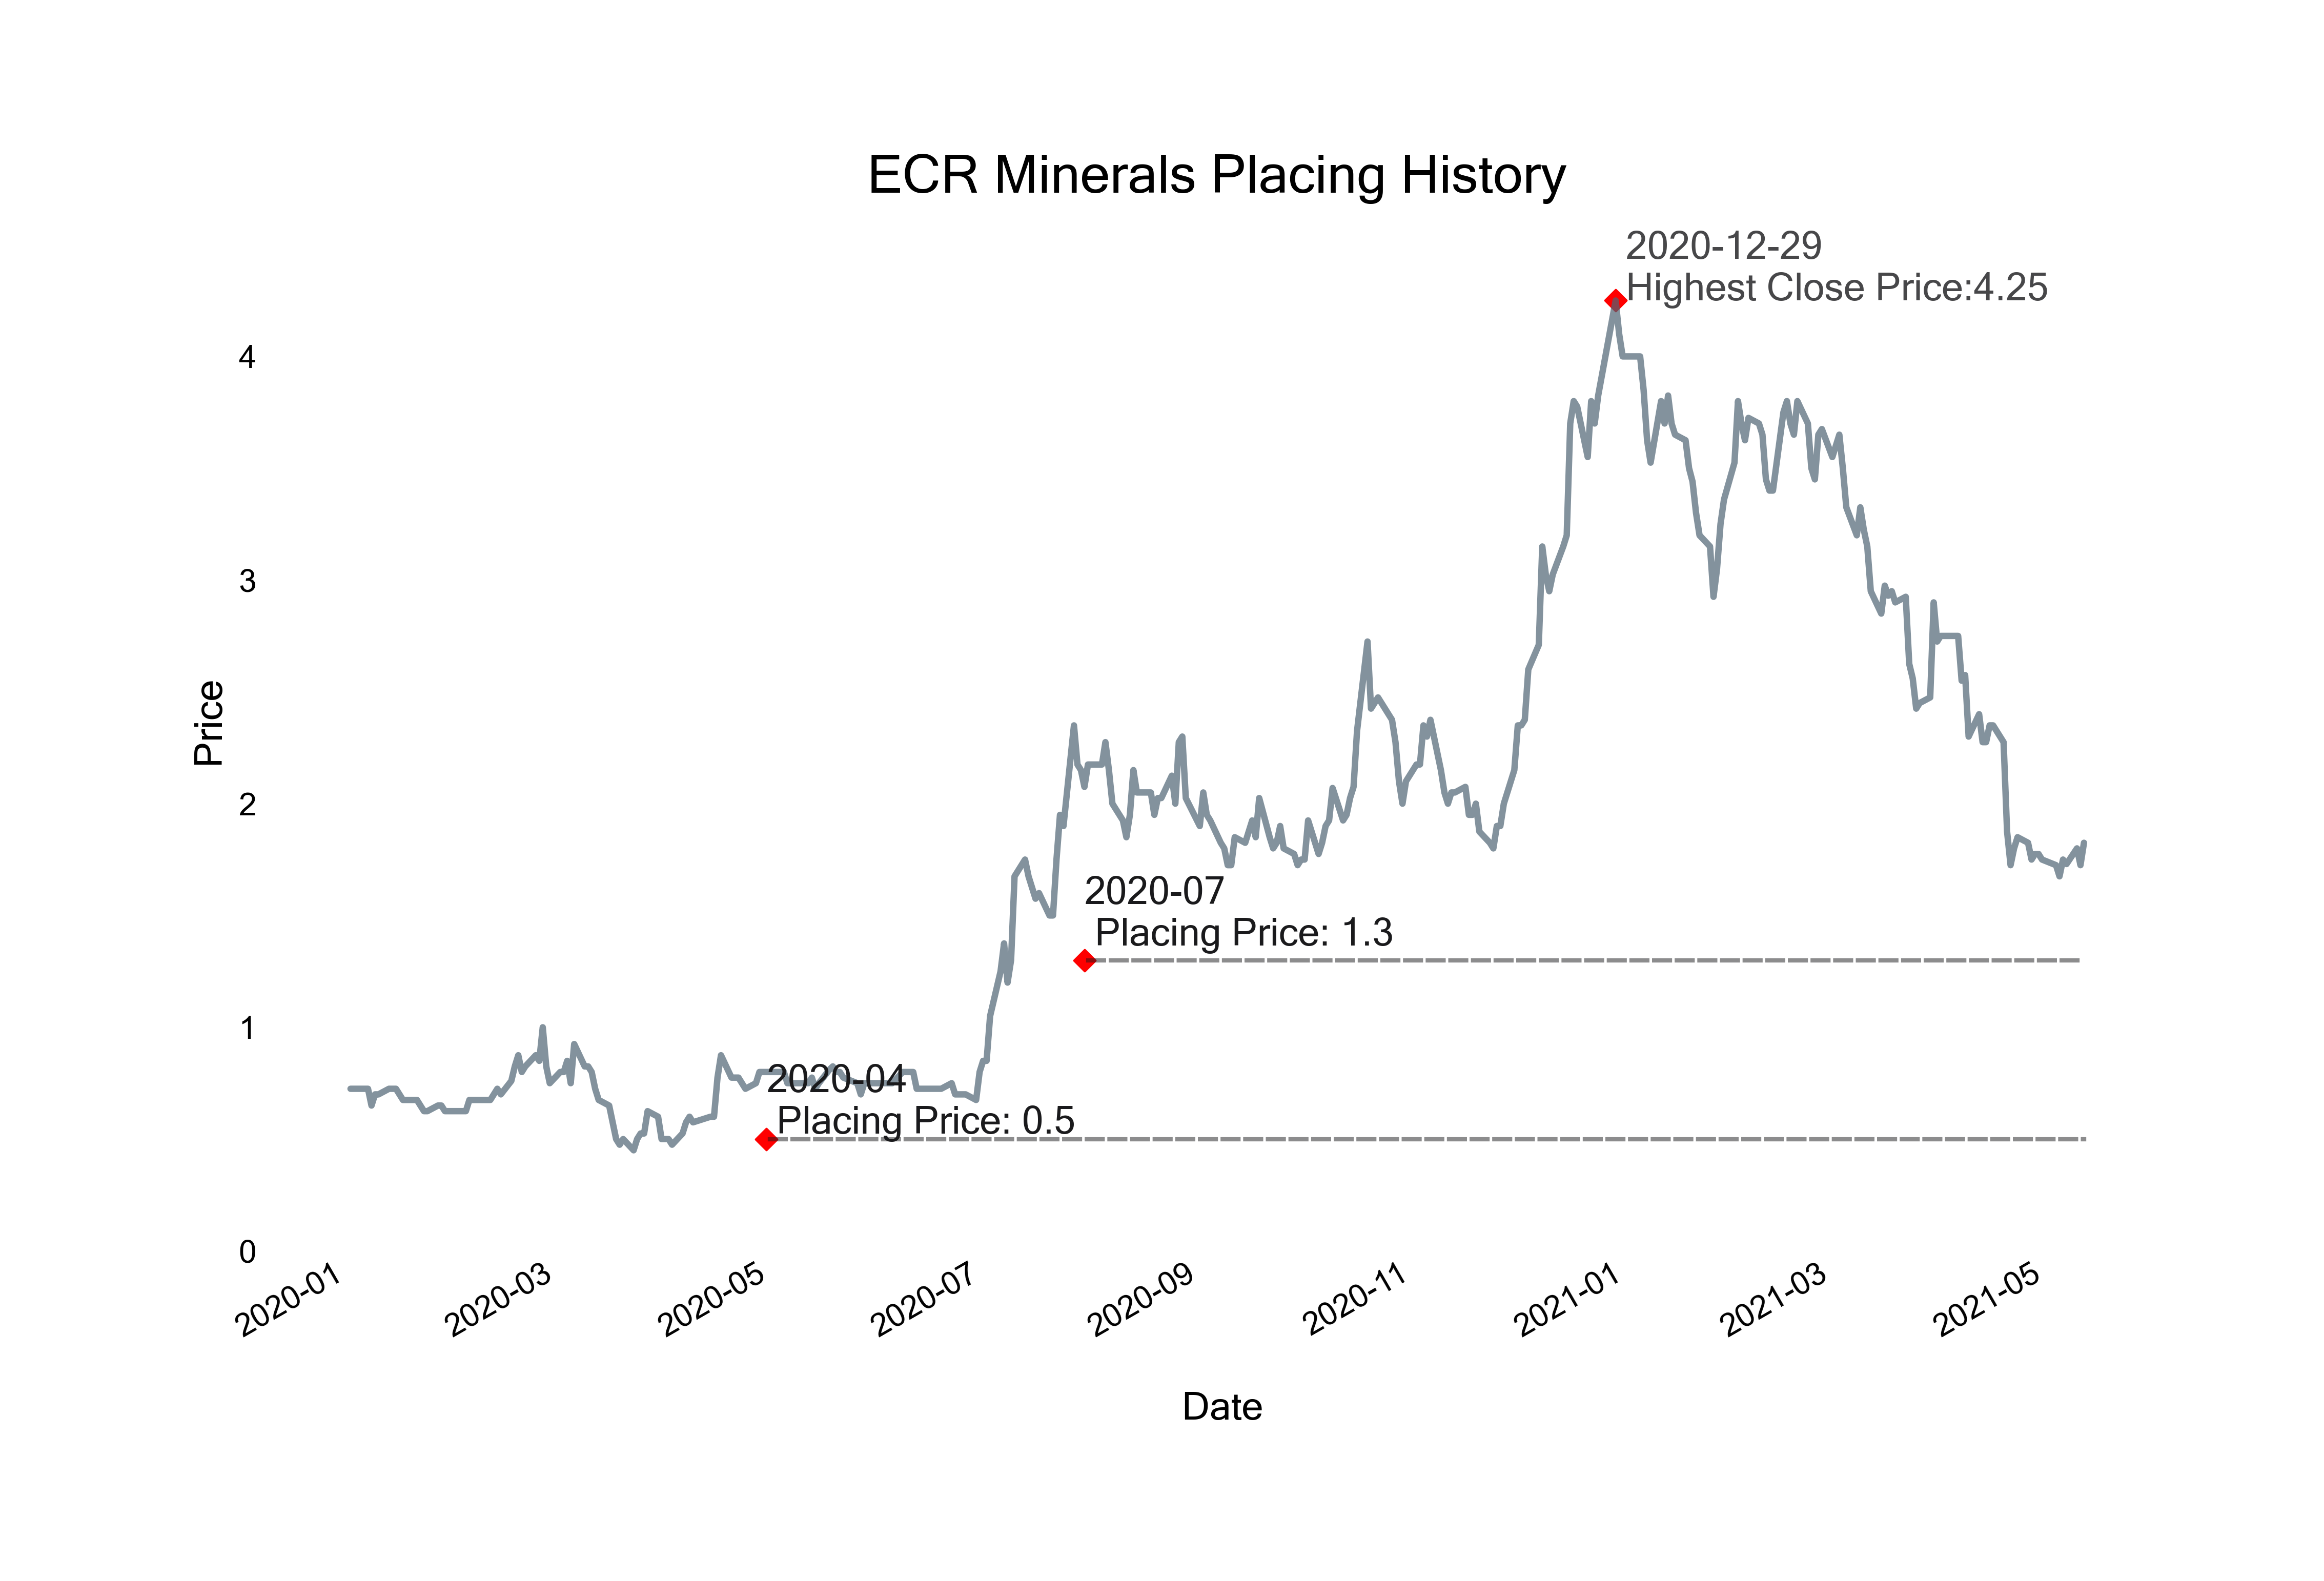 ECR Minerals Placing History
2020-12-29
Highest Close Price:4.25
4
3
2
1
0
Price
2020-07
Placing Price: 1.3
2020-04
Placing Price: 0.5
2020-01
2020-03
2020-05
2020-07
2020-09
2020-11
2021-01
2021-03
2021-05
Date